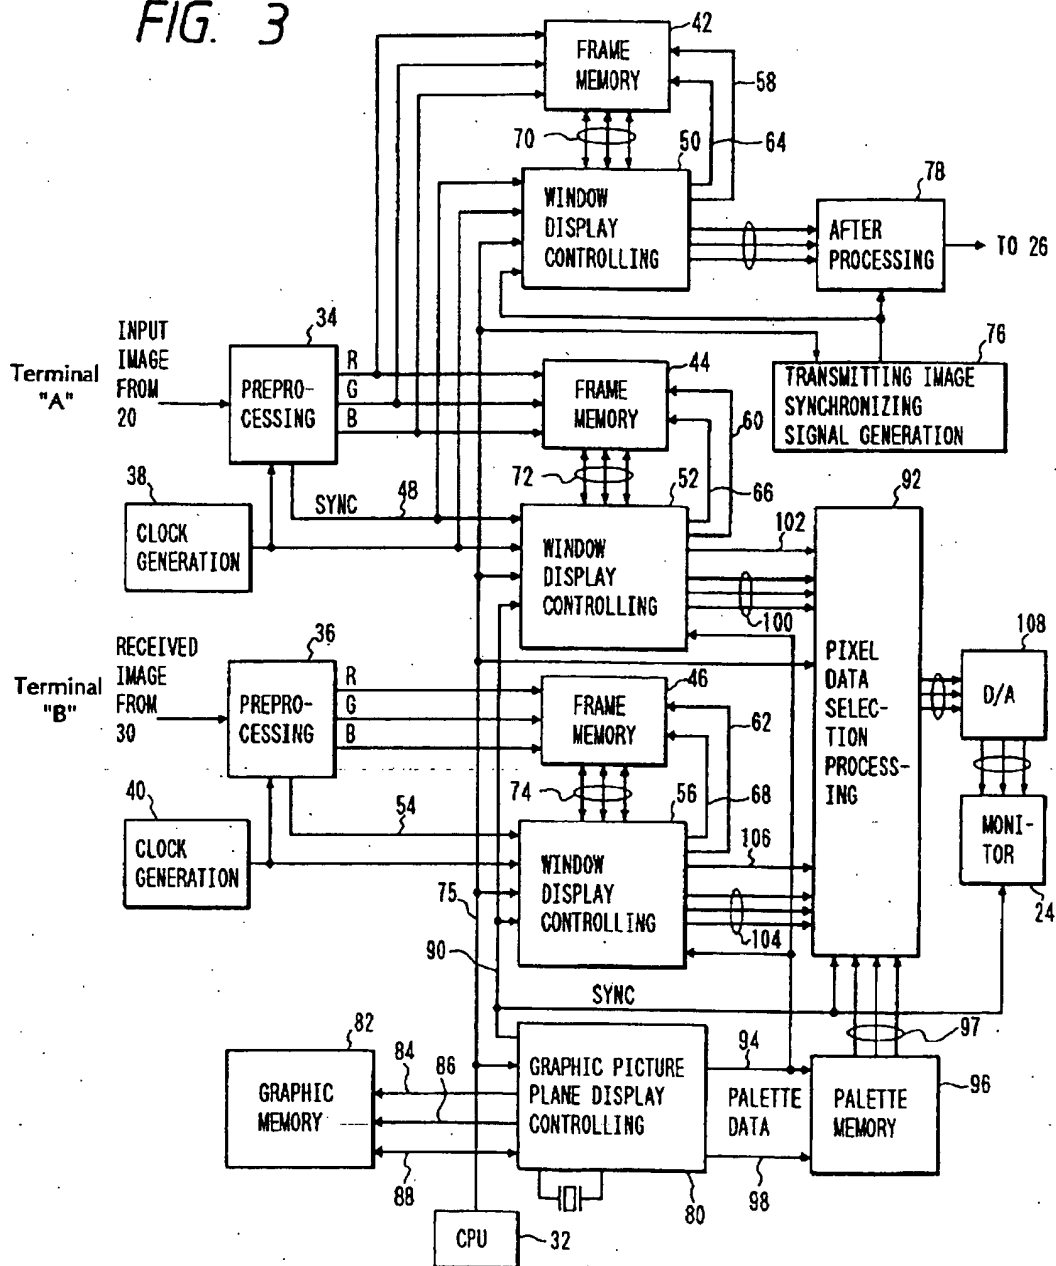 FIG. 3
42
FRAME
MEMORY
58
70
50
64
WINDOW
DISPLAY
CONTROLLING
78
AFTER
PROCESSING
TO 26
INPUT
IMAGE
FROM
20
Terminal
"A"
34
PREPRO-
CESSING
R
G
B
44
FRAME
MEMORY
60
76
TRANSMITTING IMAGE
SYNCHRONIZING
SIGNAL GENERATION
72
52
66
92
38
CLOCK
GENERATION
SYNC
48
WINDOW
DISPLAY
CONTROLLING
102
100
RECEIVED
IMAGE
FROM
30
Terminal
"B"
36
PREPRO-
CESSING
R
G
B
46
FRAME
MEMORY
62
PIXEL
DATA
SELEC-
TION
PROCESS-
ING
108
D/A
74
56
68
40
CLOCK
GENERATION
54
WINDOW
DISPLAY
CONTROLLING
106
104
MONI-
TOR
24
75
90
SYNC
97
82
GRAPHIC
MEMORY
84
86
88
GRAPHIC PICTURE
PLANE DISPLAY
CONTROLLING
80
94
PALETTE
DATA
98
PALETTE
MEMORY
96
CPU
32